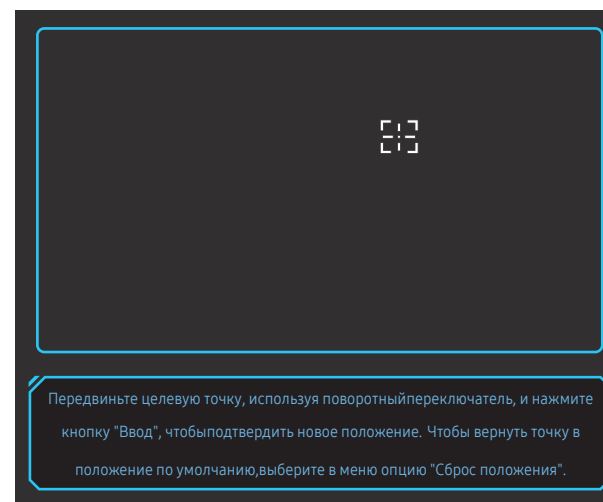 Передвиньте целевую точку, используя поворотныйпереключатель, и нажмите
кнопку "Ввод", чтобыподтвердить новое положение. Чтобы вернуть точку в
положение по умолчанию,выберите в меню опцию "Сброс положения".